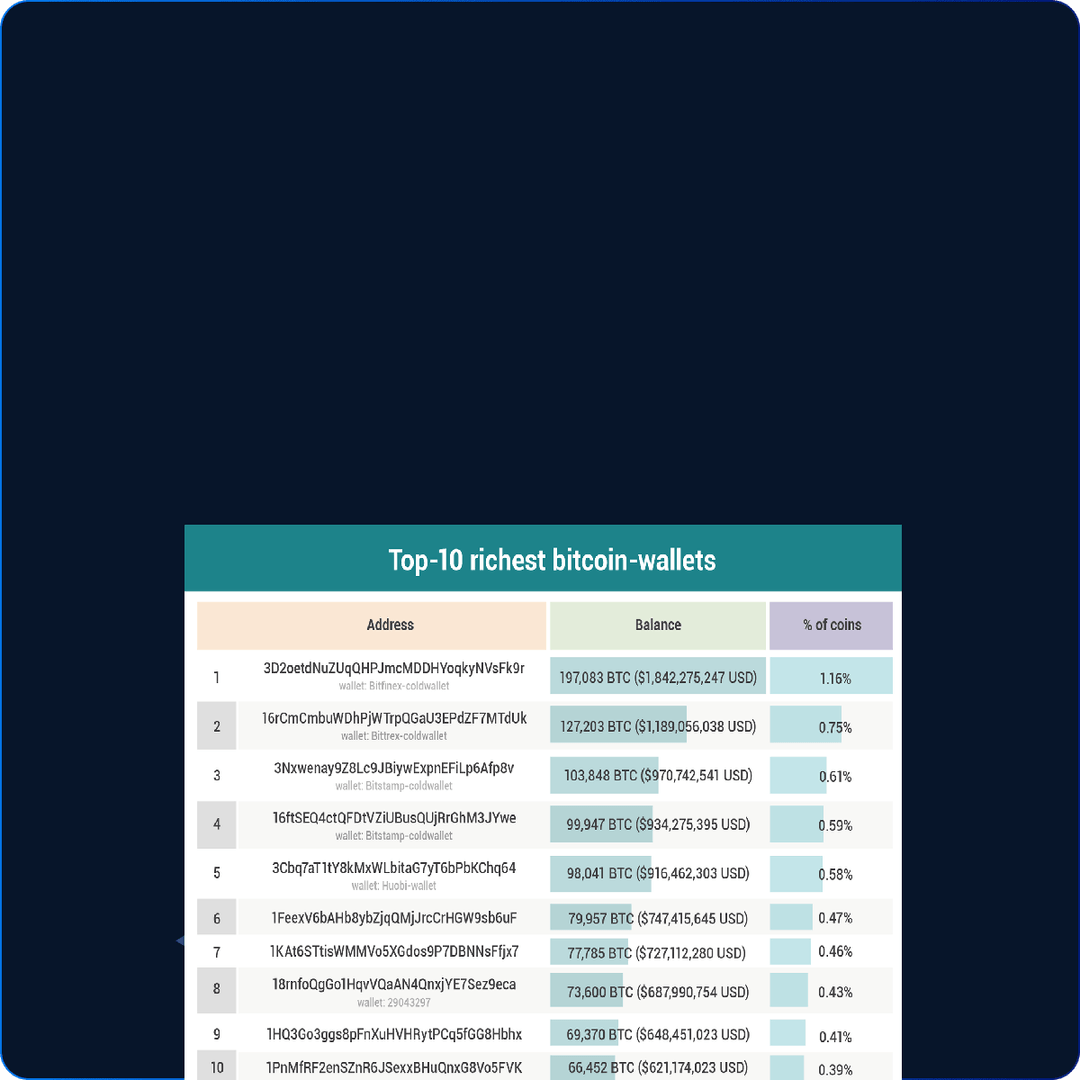 Top-10 richest bitcoin-wallets
Address Balance % of coins
1 3D2oetdNuZUqQHPJmcMDDHYoqkyNVsFk9r 197,083 BTC ($1,842,275,247 USD) 1.16%
wallet: Bitfinex-coldwallet
2 16rCmCmbuWDhPjWTrpQGaU3EPdZF7MTdUk 127,203 BTC ($1,189,056,038 USD) 0.75%
wallet: Bittrex-coldwallet
3 3Nxwenay9Z8Lc9JBiywExpnEFiLp6Afp8v 103,848 BTC ($970,742,541 USD) 0.61%
wallet: Bitstamp-coldwallet
4 16ftSEQ4ctQFDtVZiUBusQUjRrGhM3JYwe 99,947 BTC ($934,275,395 USD) 0.59%
wallet: Bitstamp-coldwallet
5 3Cbq7aT1tY8kMxWLbitaG7yT6bPbKChq64 98,041 BTC ($916,462,303 USD) 0.58%
wallet: Huobi-wallet
6 1FeexV6bAHb8ybZjqQMjJrcCrHGW9sb6uF 79,957 BTC ($747,415,645 USD) 0.47%
7 1KAt6STtisWMMVo5XGdos9P7DBNNsFfjx7 77,785 BTC ($727,112,280 USD) 0.46%
8 18rnfoQgGo1HqvVQaAN4QnxjYE7Sez9eca 73,600 BTC ($687,990,754 USD) 0.43%
wallet: 29043297
9 1HQ3Go3ggs8pFnXuHVHRytPCq5fGG8Hbhx 69,370 BTC ($648,451,023 USD) 0.41%
10 1PnMfRF2enSZnR6JSexxBHuQnxG8Vo5FVK 66,452 BTC ($621,174,023 USD) 0.39%